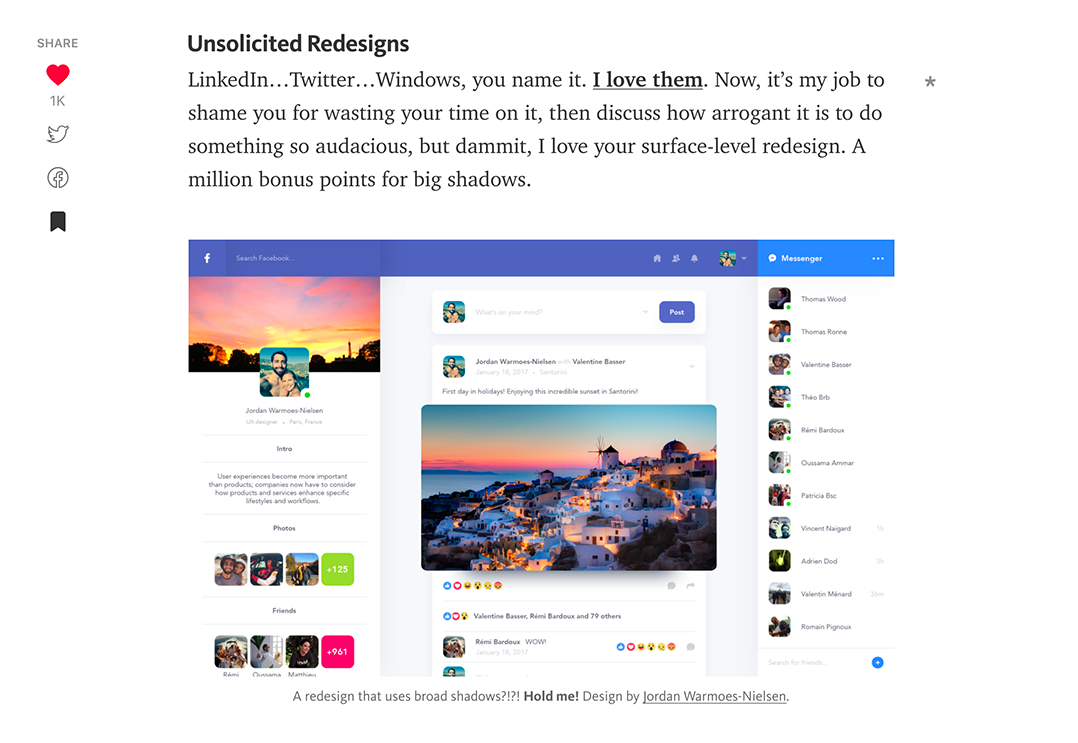 SHARE
1K
Unsolicited Redesigns
LinkedIn…Twitter…Windows, you name it. I love them. Now, it’s my job to
shame you for wasting your time on it, then discuss how arrogant it is to do
something so audacious, but dammit, I love your surface-level redesign. A
million bonus points for big shadows.
*
f
Search Facebook...
Jordan Warmoes-Nielsen
UX designer • Paris, France
Intro
User experiences become more important
than products; companies now have to consider
how products and services enhance specific
lifestyles and workflows.
Photos
+125
Friends
+961
Rémi Oussama Matthieu
What's on your mind?
Post
Jordan Warmoes-Nielsen with Valentine Basser
January 18, 2017 • Santorini
First day in holidays! Enjoying this incredible sunset in Santorini!
Valentine Basser, Rémi Bardoux and 79 others
Rémi Bardoux WOW!
January 18, 2017
Messenger
Thomas Wood
Thomas Ronne
Valentine Basser
Théo Brb
Rémi Bardoux
Oussama Ammar
Patricia Bsc
Vincent Naigard 1h
Adrien Dod 3h
Valentin Ménard 36m
Romain Pignoux
Search for friends...
A redesign that uses broad shadows?!?! Hold me! Design by Jordan Warmoes-Nielsen.